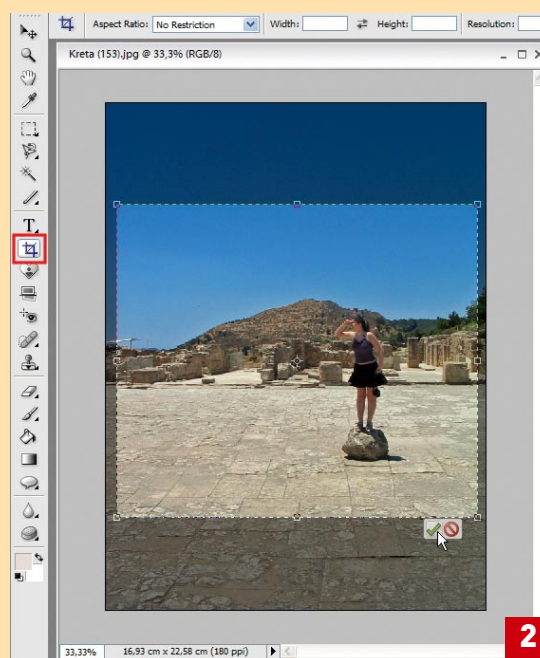 Aspect Ratio: No Restriction Width: Height: Resolution:
Kreta (153).jpg @ 33,3% (RGB/8)
T
33,33% 16,93 cm x 22,58 cm (180 ppi)
2